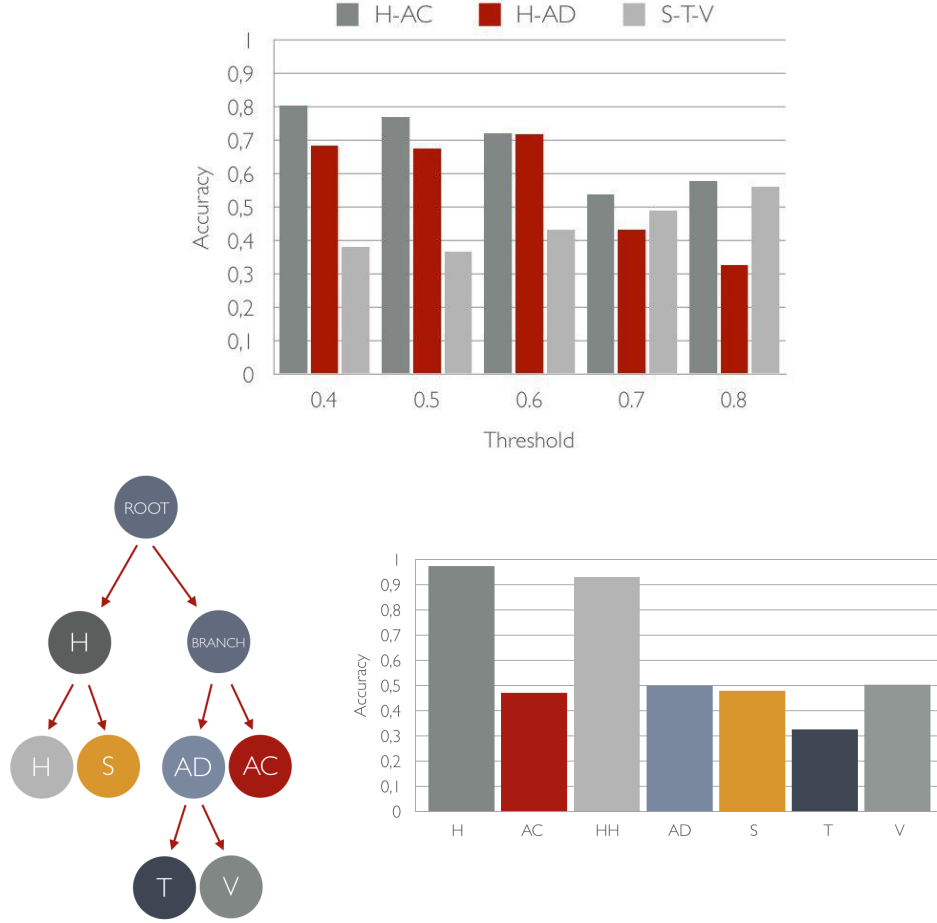 H-AC H-AD S-T-V
1
0,9
0,8
0,7
0,6
0,5
0,4
0,3
0,2
0,1
0
Accuracy
0.4 0.5 0.6 0.7 0.8
Threshold
ROOT
H BRANCH
H S AD AC
T V
1
0,9
0,8
0,7
0,6
0,5
0,4
0,3
0,2
0,1
0
Accuracy
H AC HH AD S T V